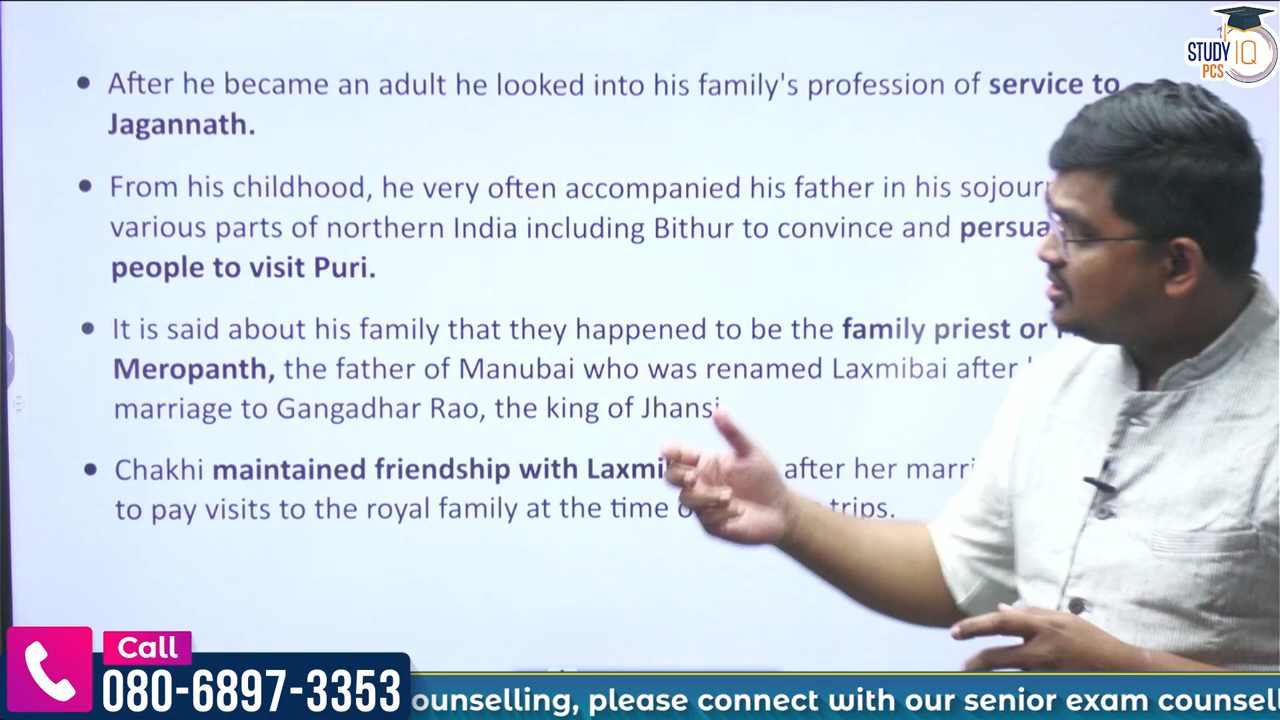 STUDY IQ
PCS
After he became an adult he looked into his family's profession of service to
Jagannath.
From his childhood, he very often accompanied his father in his
various parts of northern India including Bithur to convince and
people to visit Puri.
It is said about his family that they happened to be the family priest or
Meropanth, the father of Manubai who was renamed Laxmibai after
marriage to Gangadhar Rao, the king of Jhansi
Chakhi maintained friendship with after her
to pay visits to the royal family at the time trips.
Call
080-6897-3353
ounselling, please connect with our senior exam counsel